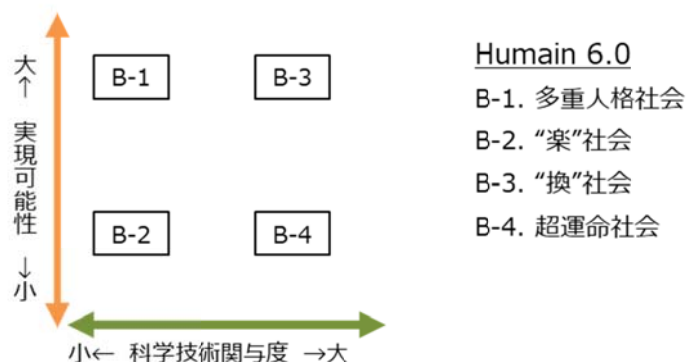 大↑ 実現可能性 ↓小
B-1
B-3
B-2
B-4
小← 科学技術関与度 →大
Humain 6.0
B-1. 多重人格社会
B-2. “楽”社会
B-3. “換”社会
B-4. 超運命社会